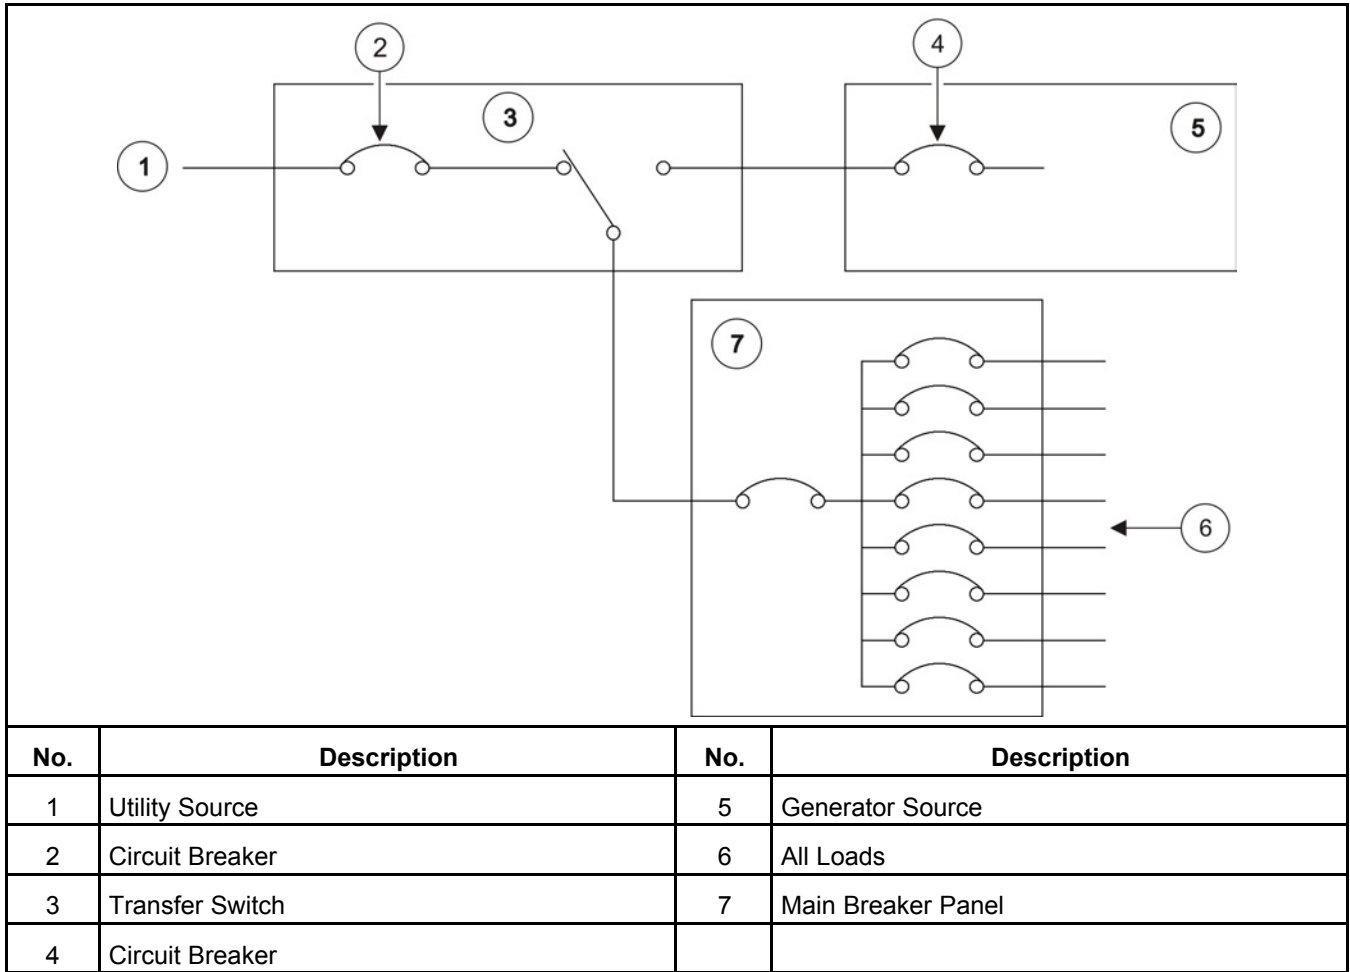 2
4
3
5
1
7
6
No. Description No. Description
1 Utility Source 5 Generator Source
2 Circuit Breaker 6 All Loads
3 Transfer Switch 7 Main Breaker Panel
4 Circuit Breaker